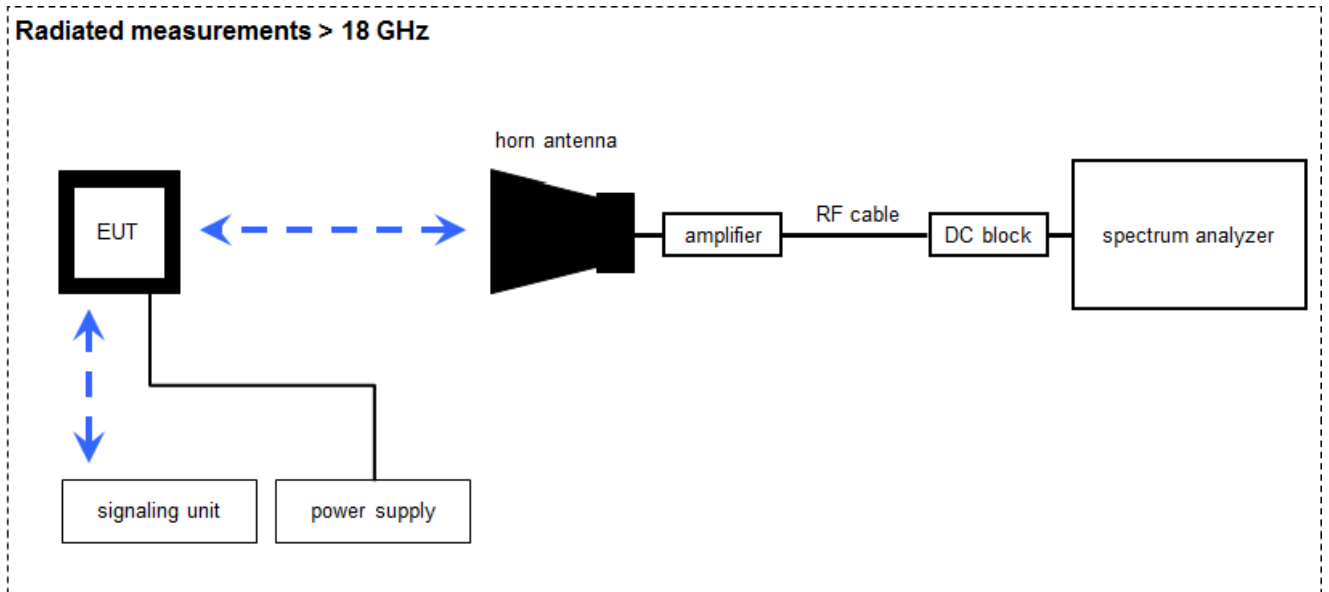 Radiated measurements > 18 GHz
horn antenna
EUT
amplifier
RF cable
DC block
spectrum analyzer
signaling unit
power supply